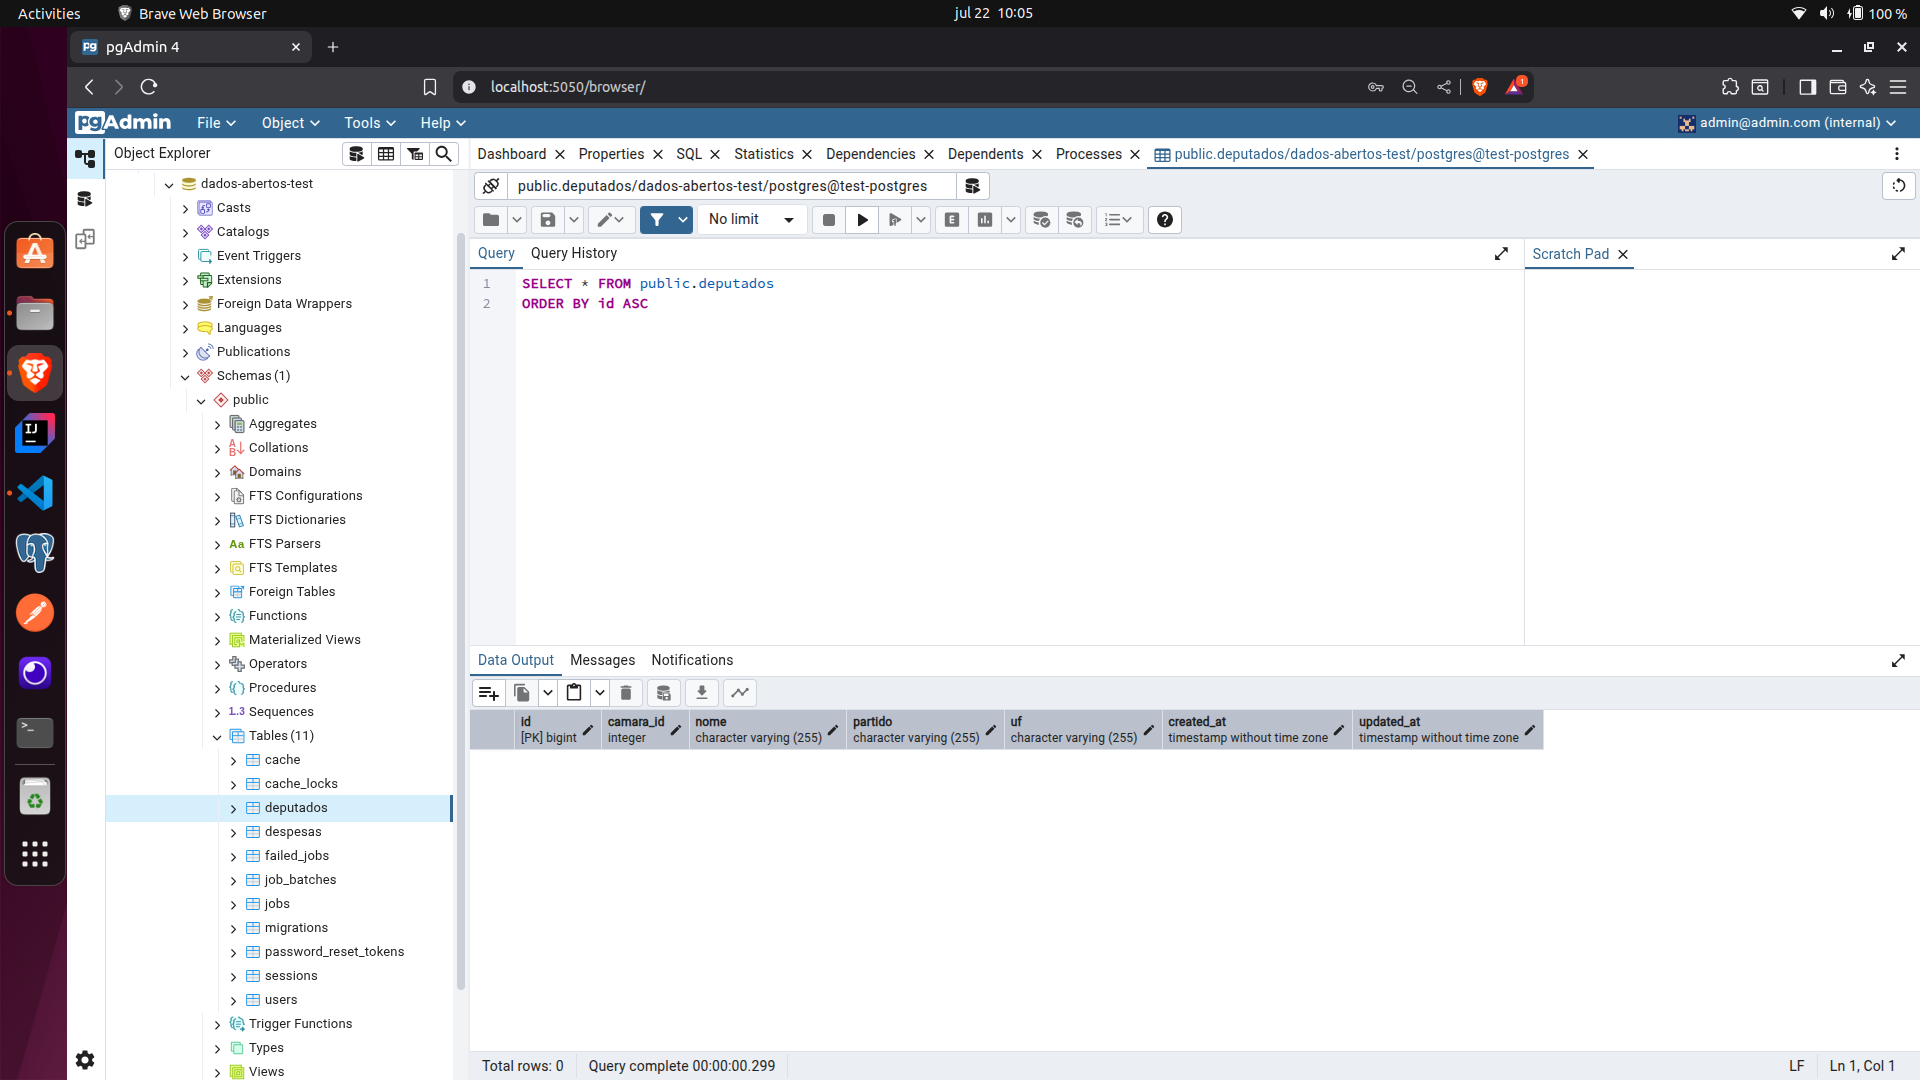 Activities
Brave Web Browser
jul 22 10:05
100 %
pgAdmin 4
localhost:5050/browser/
1
pgAdmin
File
Object
Tools
Help
admin@admin.com (internal)
Object Explorer
Dashboard
Properties
SQL
Statistics
Dependencies
Dependents
Processes
public.deputados/dados-abertos-test/postgres@test-postgres
dados-abertos-test
Casts
Catalogs
Event Triggers
Extensions
Foreign Data Wrappers
Languages
Publications
Schemas (1)
public
Aggregates
Collations
Domains
FTS Configurations
FTS Dictionaries
Aa FTS Parsers
FTS Templates
Foreign Tables
Functions
Materialized Views
Operators
Procedures
1..3 Sequences
Tables (11)
cache
cache_locks
deputados
despesas
failed_jobs
job_batches
jobs
migrations
password_reset_tokens
sessions
users
Trigger Functions
Types
Views
public.deputados/dados-abertos-test/postgres@test-postgres
No limit
E
Query
Query History
Scratch Pad
1 SELECT * FROM public.deputados
2 ORDER BY id ASC
Data Output
Messages
Notifications
id
[PK] bigint
camara_id
integer
nome
character varying (255)
partido
character varying (255)
uf
character varying (255)
created_at
timestamp without time zone
updated_at
timestamp without time zone
Total rows: 0
Query complete 00:00:00.299
LF
Ln 1, Col 1